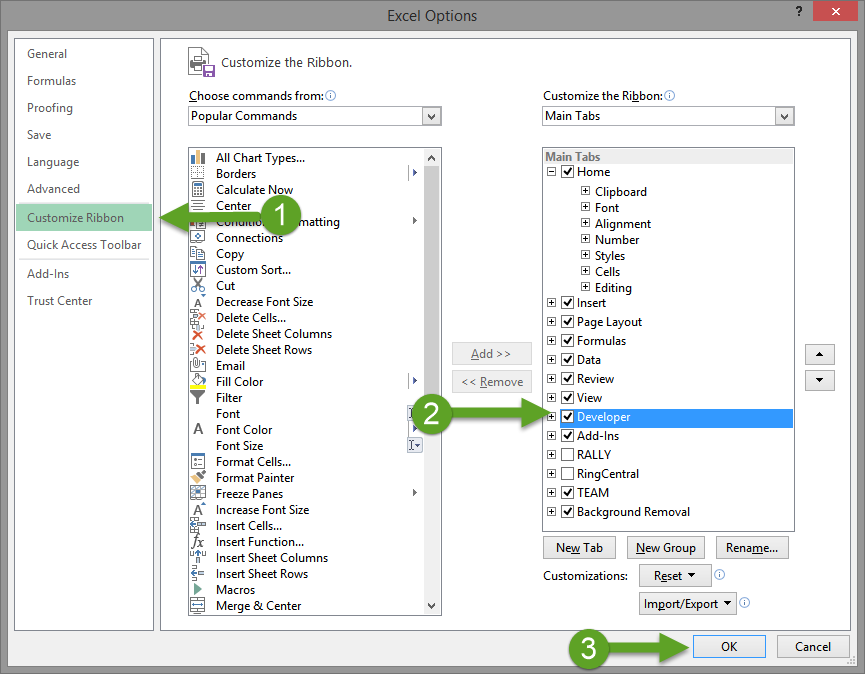 Excel Options
?
General
Formulas
Proofing
Save
Language
Advanced
Customize Ribbon
Quick Access Toolbar
Add-Ins
Trust Center
Customize the Ribbon.
Choose commands from:
Popular Commands
All Chart Types...
Borders
Calculate Now
Center
Connections
Copy
Custom Sort...
Cut
Decrease Font Size
Delete Cells...
Delete Sheet Columns
Delete Sheet Rows
Email
Fill Color
Filter
Font
Font Color
Font Size
Format Cells...
Format Painter
Freeze Panes
Increase Font Size
Insert Cells...
Insert Function...
Insert Sheet Columns
Insert Sheet Rows
Macros
Merge & Center
1
Add >>
<< Remove
2
Customize the Ribbon:
Main Tabs
Main Tabs
Home
Clipboard
Font
Alignment
Number
Styles
Cells
Editing
Insert
Page Layout
Formulas
Data
Review
View
Developer
Add-Ins
RALLY
RingCentral
TEAM
Background Removal
New Tab
New Group
Rename...
Customizations:
Reset
Import/Export
3
OK
Cancel